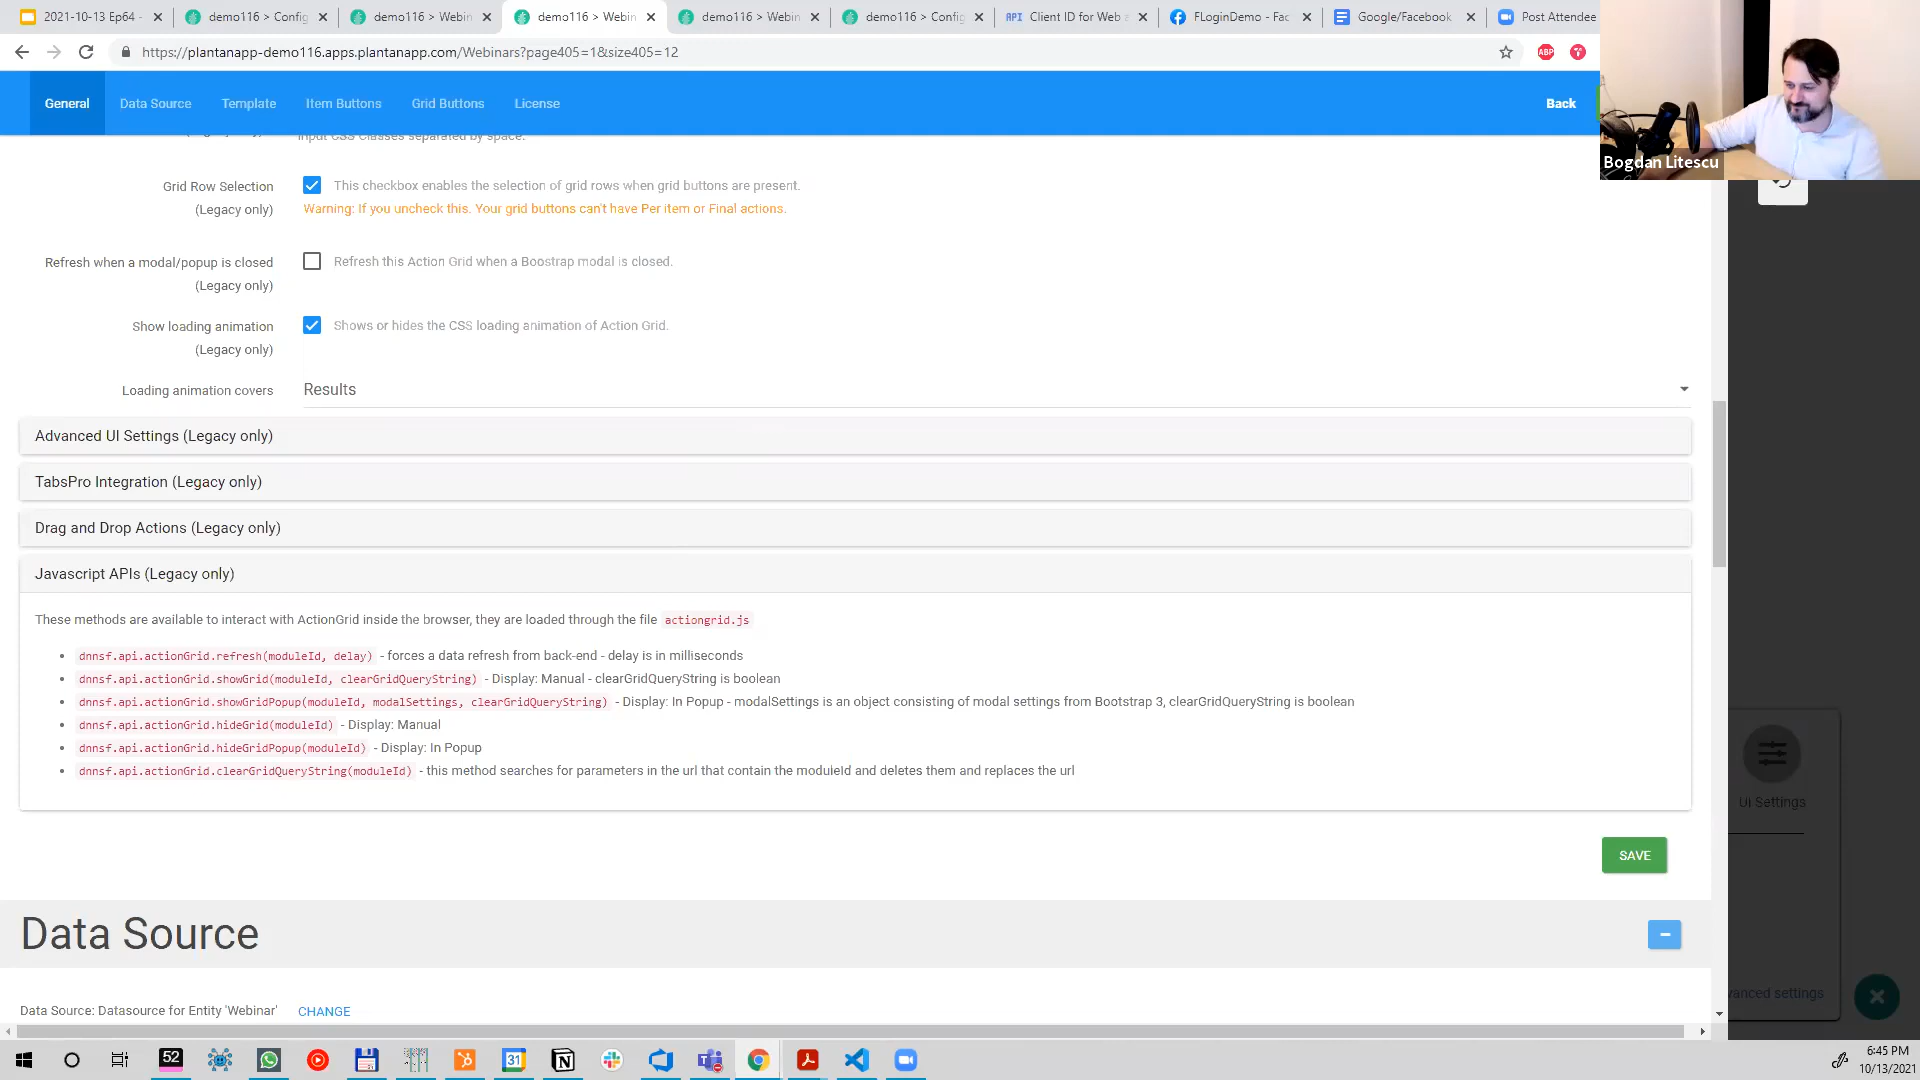 2021-10-13 Ep64 -
demo116 > Config
demo116 > Webin
demo116 > Webin
demo116 > Webin
demo116 > Config
API Client ID for Web a
FLoginDemo - Fac
Google/Facebook
Post Attendee
https://plantanapp-demo116.apps.plantanapp.com/Webinars?page405=1&size405=12
ABP
General
Data Source
Template
Item Buttons
Grid Buttons
License
Back
Bogdan Litescu
input CSS Classes separated by space.
Grid Row Selection
(Legacy only)
This checkbox enables the selection of grid rows when grid buttons are present.
Warning: If you uncheck this. Your grid buttons can't have Per item or Final actions.
Refresh when a modal/popup is closed
(Legacy only)
Refresh this Action Grid when a Boostrap modal is closed.
Show loading animation
(Legacy only)
Shows or hides the CSS loading animation of Action Grid.
Loading animation covers
Results
Advanced UI Settings (Legacy only)
TabsPro Integration (Legacy only)
Drag and Drop Actions (Legacy only)
Javascript APIs (Legacy only)
These methods are available to interact with ActionGrid inside the browser, they are loaded through the file actiongrid.js
dnnsf.api.actionGrid.refresh(moduleId, delay) - forces a data refresh from back-end - delay is in milliseconds
dnnsf.api.actionGrid.showGrid(moduleId, clearGridQueryString) - Display: Manual - clearGridQueryString is boolean
dnnsf.api.actionGrid.showGridPopup(moduleId, modalSettings, clearGridQueryString) - Display: In Popup - modalSettings is an object consisting of modal settings from Bootstrap 3, clearGridQueryString is boolean
dnnsf.api.actionGrid.hideGrid(moduleId) - Display: Manual
dnnsf.api.actionGrid.hideGridPopup(moduleId) - Display: In Popup
dnnsf.api.actionGrid.clearGridQueryString(moduleId) - this method searches for parameters in the url that contain the moduleId and deletes them and replaces the url
UI Settings
SAVE
Data Source
Data Source: Datasource for Entity 'Webinar'
CHANGE
vanced settings
52
31
6:45 PM
10/13/2021